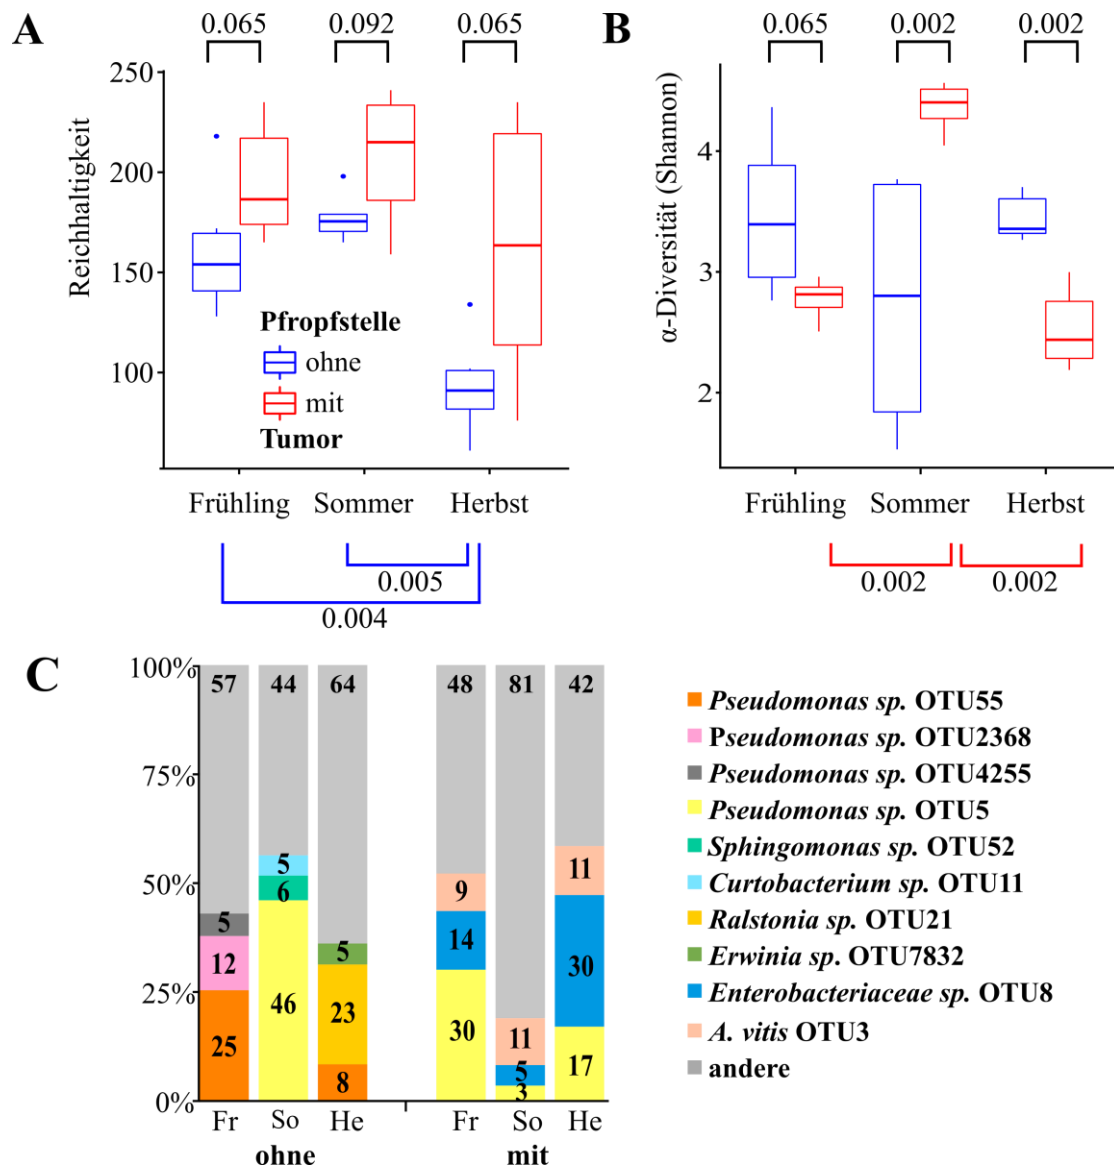 A
0.065 0.092 0.065
250
200
150
100
Reichhaltigkeit
Pfropfstelle
ohne
mit
Tumor
Frühling Sommer Herbst
0.005
0.004
B
0.065 0.002 0.002
4
3
2
α-Diversität (Shannon)
Frühling Sommer Herbst
0.002 0.002
C
100%
75%
50%
25%
0%
57 44 64 48 81 42
5
12
25
5
6
46
5
23
8
9
14
30
11
5
3
11
30
17
Fr So He Fr So He
ohne mit
Pseudomonas sp. OTU55
Pseudomonas sp. OTU2368
Pseudomonas sp. OTU4255
Pseudomonas sp. OTU5
Sphingomonas sp. OTU52
Curtobacterium sp. OTU11
Ralstonia sp. OTU21
Erwinia sp. OTU7832
Enterobacteriaceae sp. OTU8
A. vitis OTU3
andere